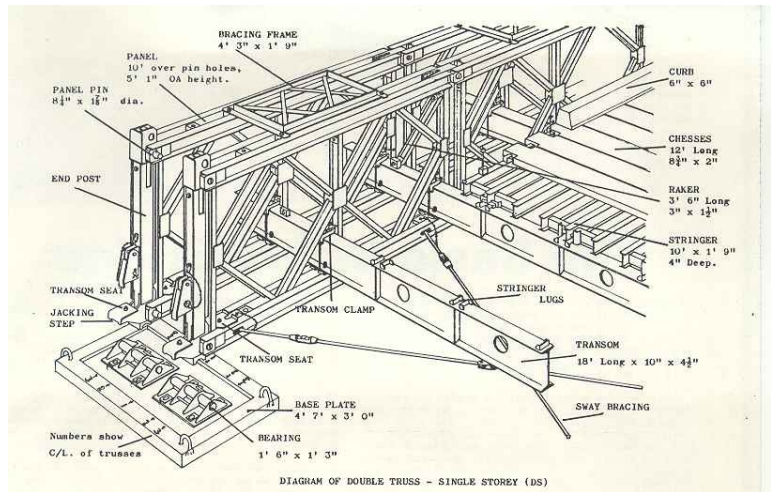 BRACING FRAME
4' 3" x 1' 9"
PANEL
10' over pin holes,
5' 1" OA height.
PANEL PIN
8¼" x 1⅞" dia.
END POST
TRANSOM SEAT
JACKING
STEP
TRANSOM CLAMP
TRANSOM SEAT
CURB
6" x 6"
CHESSES
12' Long
8¾" x 2"
RAKER
3' 6" Long
3" x 1½"
STRINGER
10' x 1' 9"
4" Deep.
STRINGER
LUGS
TRANSOM
18' Long x 10" x 4½"
SWAY BRACING
BASE PLATE
4' 7' x 3' 0"
BEARING
1' 6" x 1' 3"
Numbers show
C/L. of trusses
DIAGRAM OF DOUBLE TRUSS - SINGLE STOREY (DS)